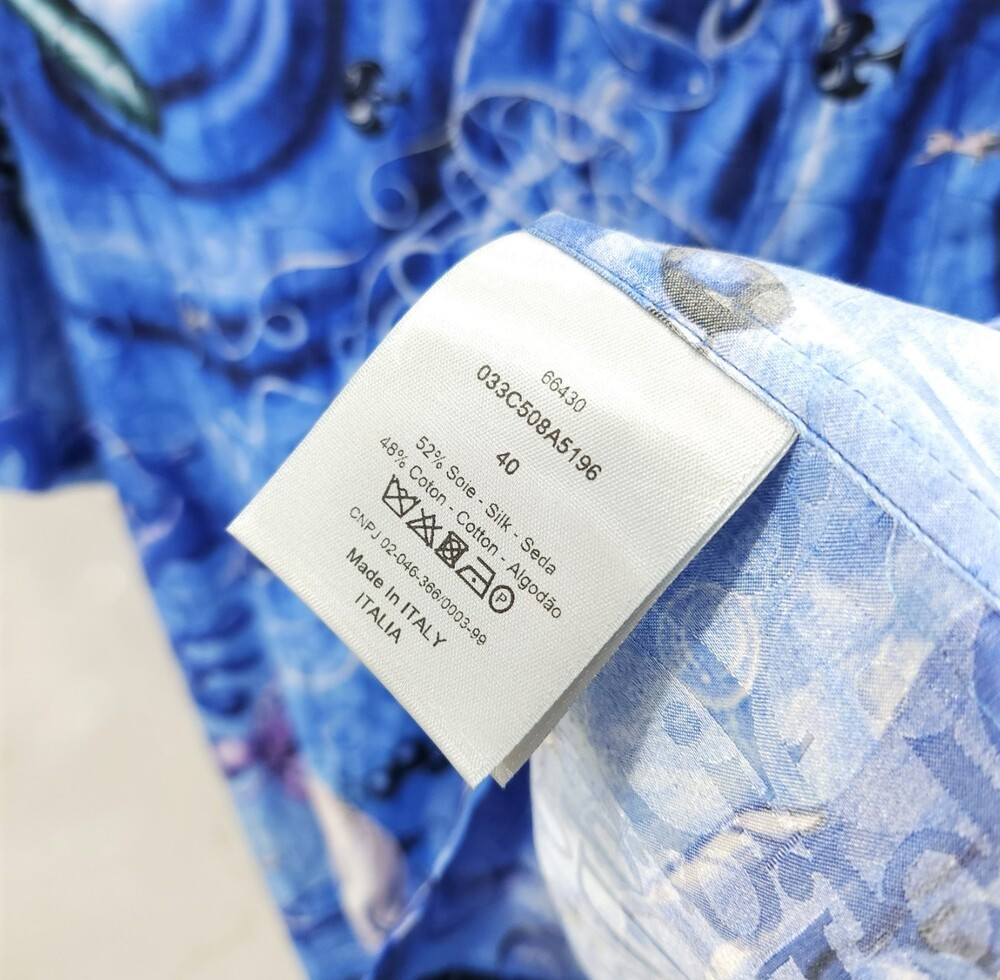 66430
033C508A5196
40
52% Soie - Silk - Seda
48% Coton - Cotton - Algodão
P
CNPJ 02-046-366/0003-99
Made In ITALY
ITALIA